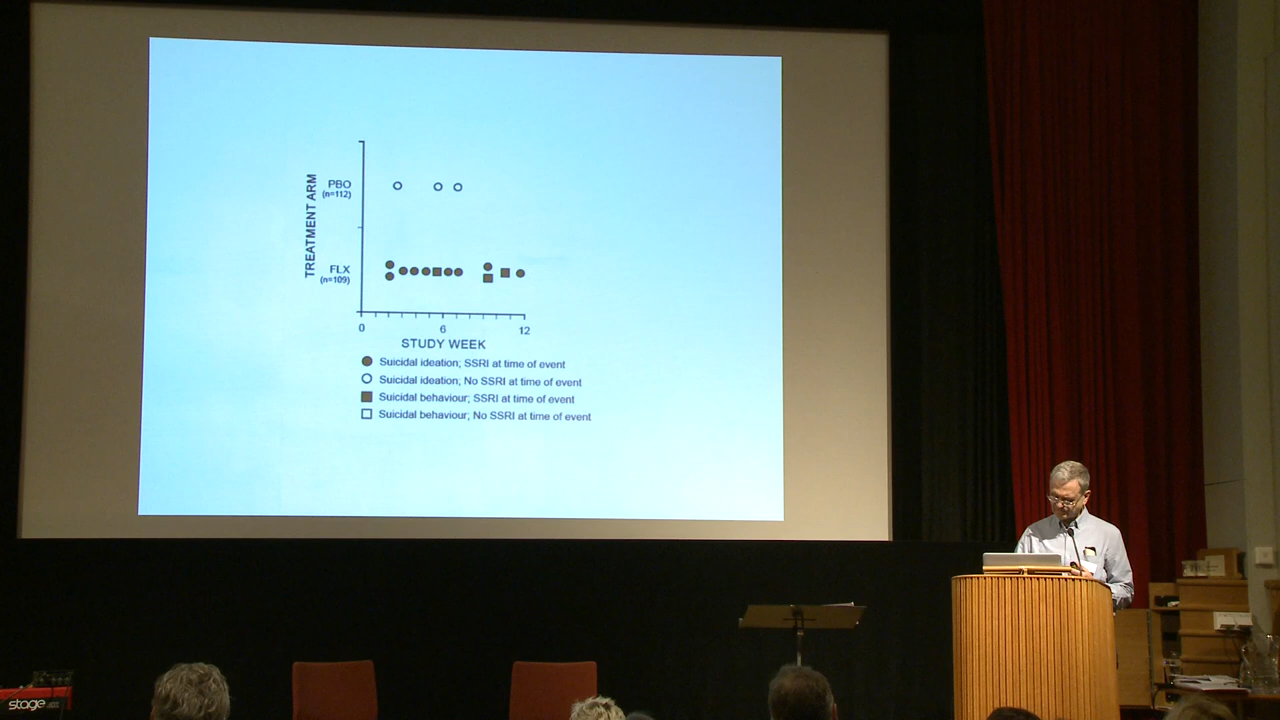 TREATMENT ARM
PBO
(n=112)
FLX
(n=109)
0 6 12
STUDY WEEK
Suicidal ideation; SSRI at time of event
Suicidal ideation; No SSRI at time of event
Suicidal behaviour; SSRI at time of event
Suicidal behaviour; No SSRI at time of event
stage